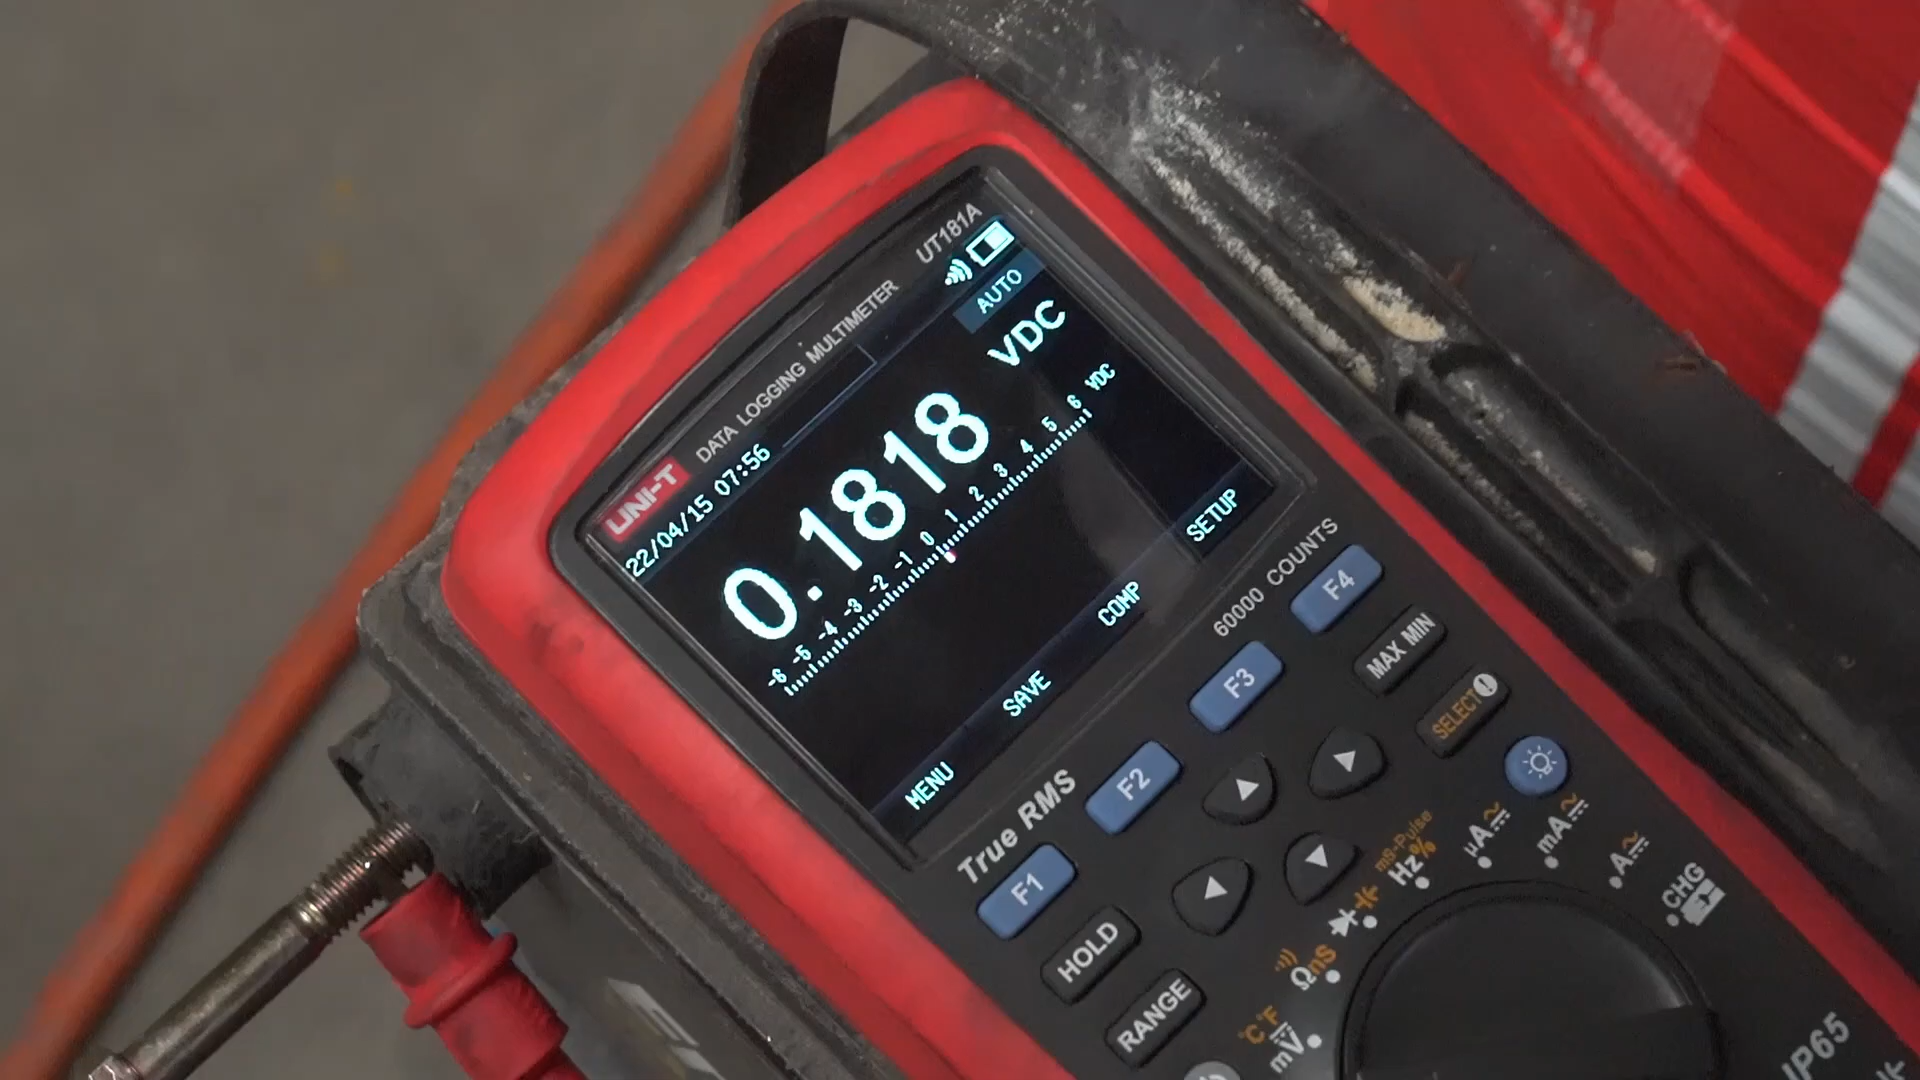 UNI-T DATA LOGGING MULTIMETER UT181A
22/04/15 07:56
AUTO
0.1818 VDC
-6 -5 -4 -3 -2 -1 0 1 2 3 4 5 6 VDC
MENU SAVE COMP SETUP
True RMS 60000 COUNTS
F1 F2 F3 F4
HOLD MAX MIN
RANGE SELECT
°C°F
mV
ΩnS
mS-Pulse
Hz%
µA
mA
A
CHG
IP65